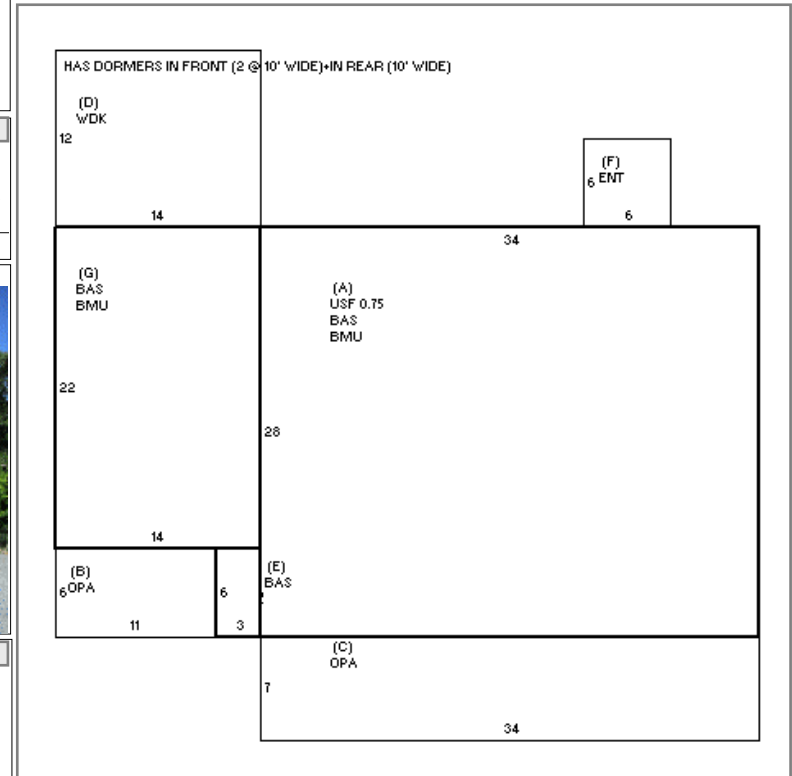 HAS DORMERS IN FRONT (2 @ 10' WIDE)+IN REAR (10' WIDE)
(D)
WDK
12
14
(F)
6 ENT
6
34
(G)
BAS
BMU
22
14
(A)
USF 0.75
BAS
BMU
28
(B)
6 OPA
11
6
3
(E)
BAS
(C)
OPA
7
34